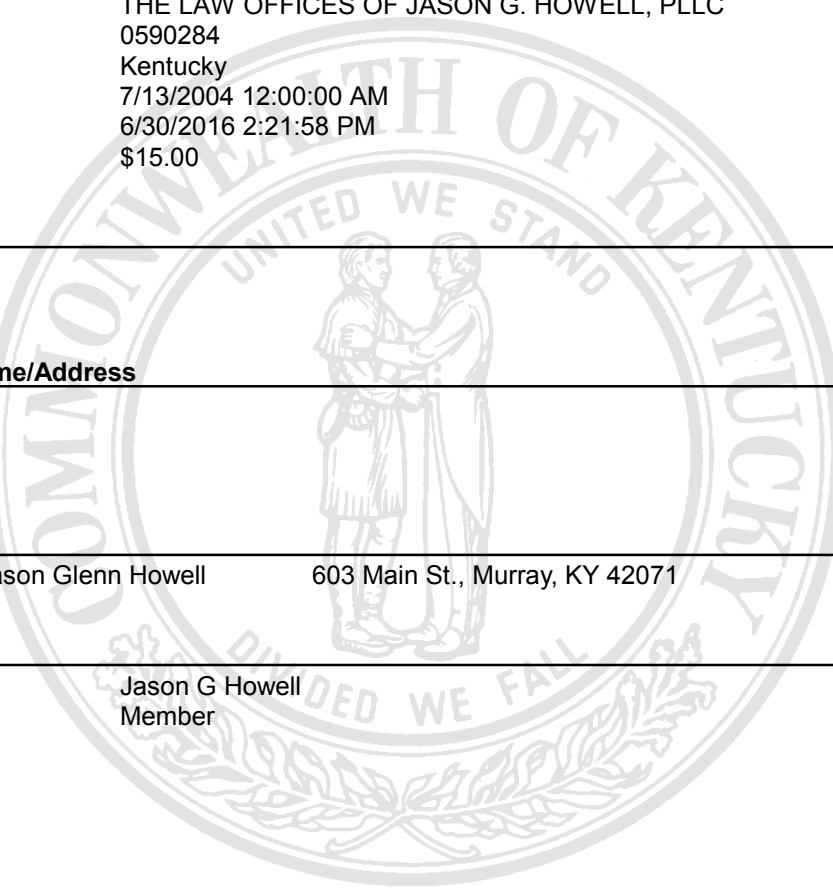 THE LAW OFFICES OF JASON G. HOWELL, PLLC
0590284
Kentucky
7/13/2004 12:00:00 AM
6/30/2016 2:21:58 PM
$15.00
COMMONWEALTH OF KENTUCKY
UNITED WE STAND
me/Address
ason Glenn Howell 603 Main St., Murray, KY 42071
DIVIDED WE FALL
Jason G Howell
Member